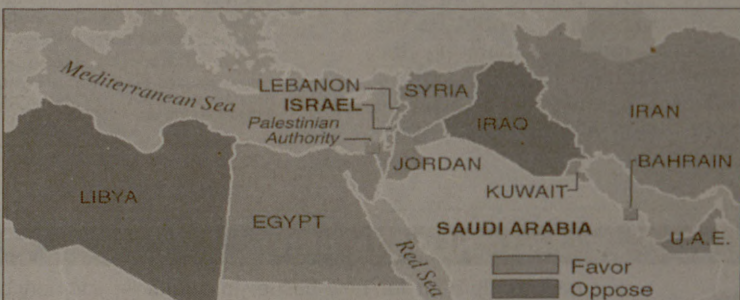 Mediterranean Sea
LEBANON
SYRIA
ISRAEL
IRAQ
IRAN
Palestinian
Authority
JORDAN
BAHRAIN
KUWAIT
LIBYA
EGYPT
SAUDI ARABIA
U.A.E.
Red Sea
Favor
Oppose